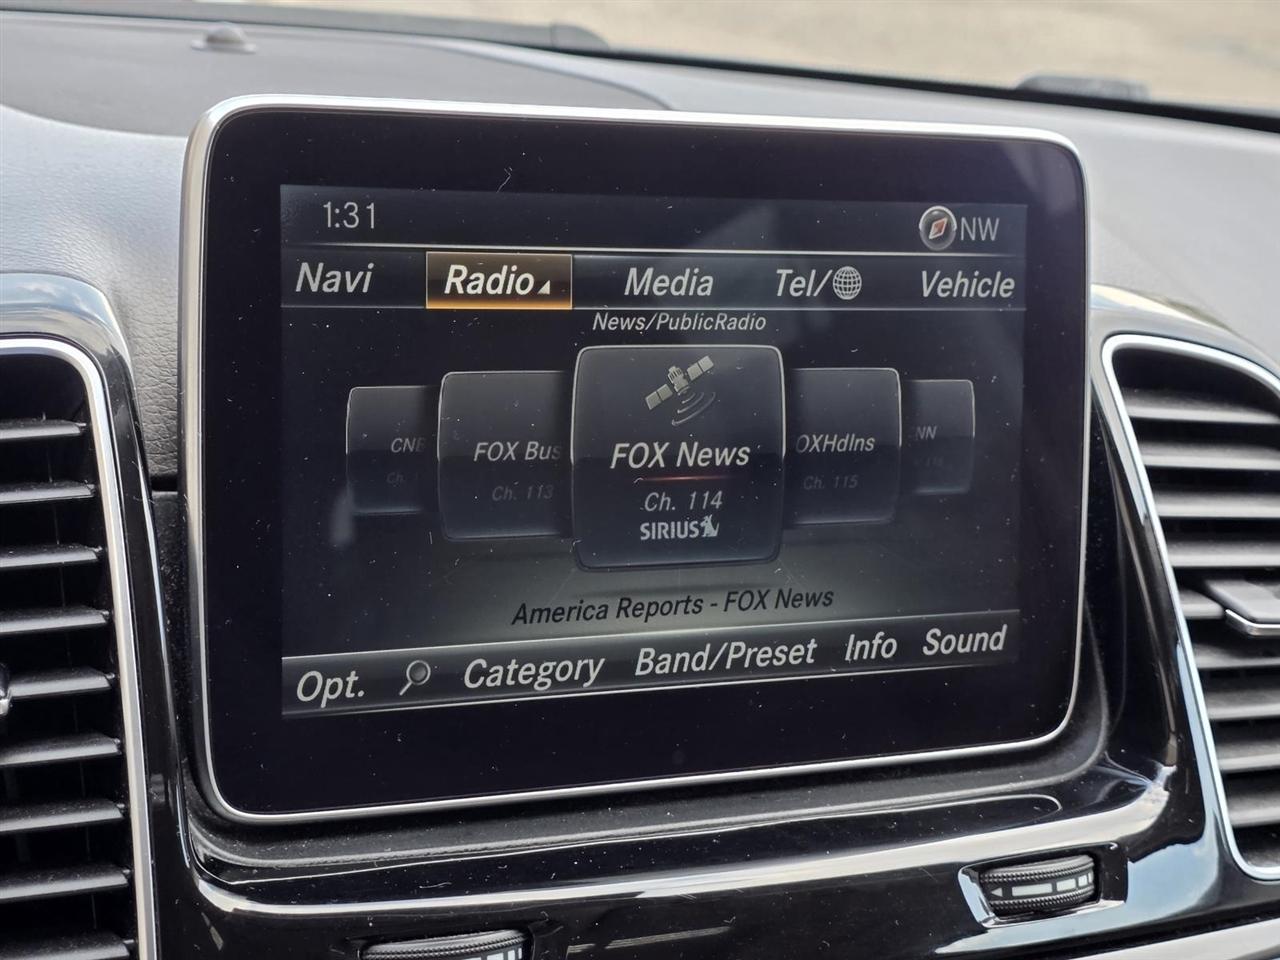 1:31 NW
Navi Radio Media Tel/ Vehicle
News/PublicRadio
FOX Bus FOX News OXHdlns NN
Ch. 113 Ch. 114 Ch. 115
SIRIUS
America Reports - FOX News
Opt. Category Band/Preset Info Sound